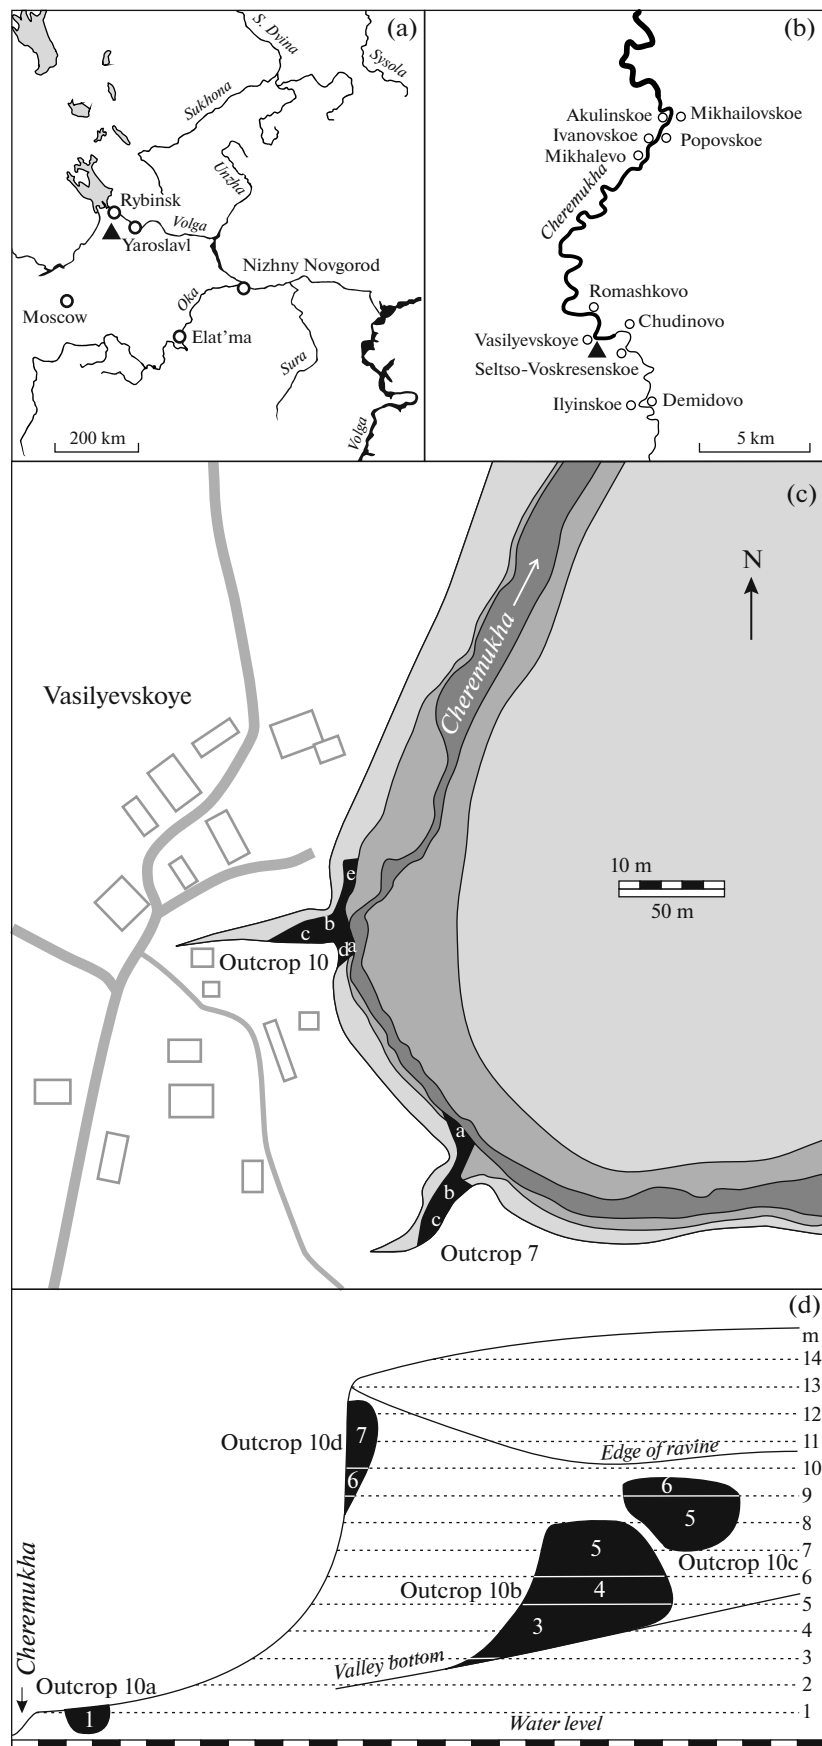 (a)
S. Dvina
Sysola
Sukhona
Unzha
Rybinsk
Volga
Yaroslavl
Nizhny Novgorod
Oka
Moscow
Elat'ma
Sura
Volga
200 km
(b)
Akulinskoe
Mikhailovskoe
Ivanovskoe
Popovskoe
Mikhalevo
Cheremukha
Romashkovo
Chudinovo
Vasilyevskoye
Seltso-Voskresenskoe
Ilyinskoe
Demidovo
5 km
(c)
N
Cheremukha
Vasilyevskoye
10 m
50 m
e
b
c
d
a
Outcrop 10
a
b
c
Outcrop 7
(d)
m
14
13
12
11
10
9
8
7
6
5
4
3
2
1
Outcrop 10d
7
6
Edge of ravine
6
5
Outcrop 10c
5
Outcrop 10b
4
3
Valley bottom
Cheremukha
Outcrop 10a
1
Water level